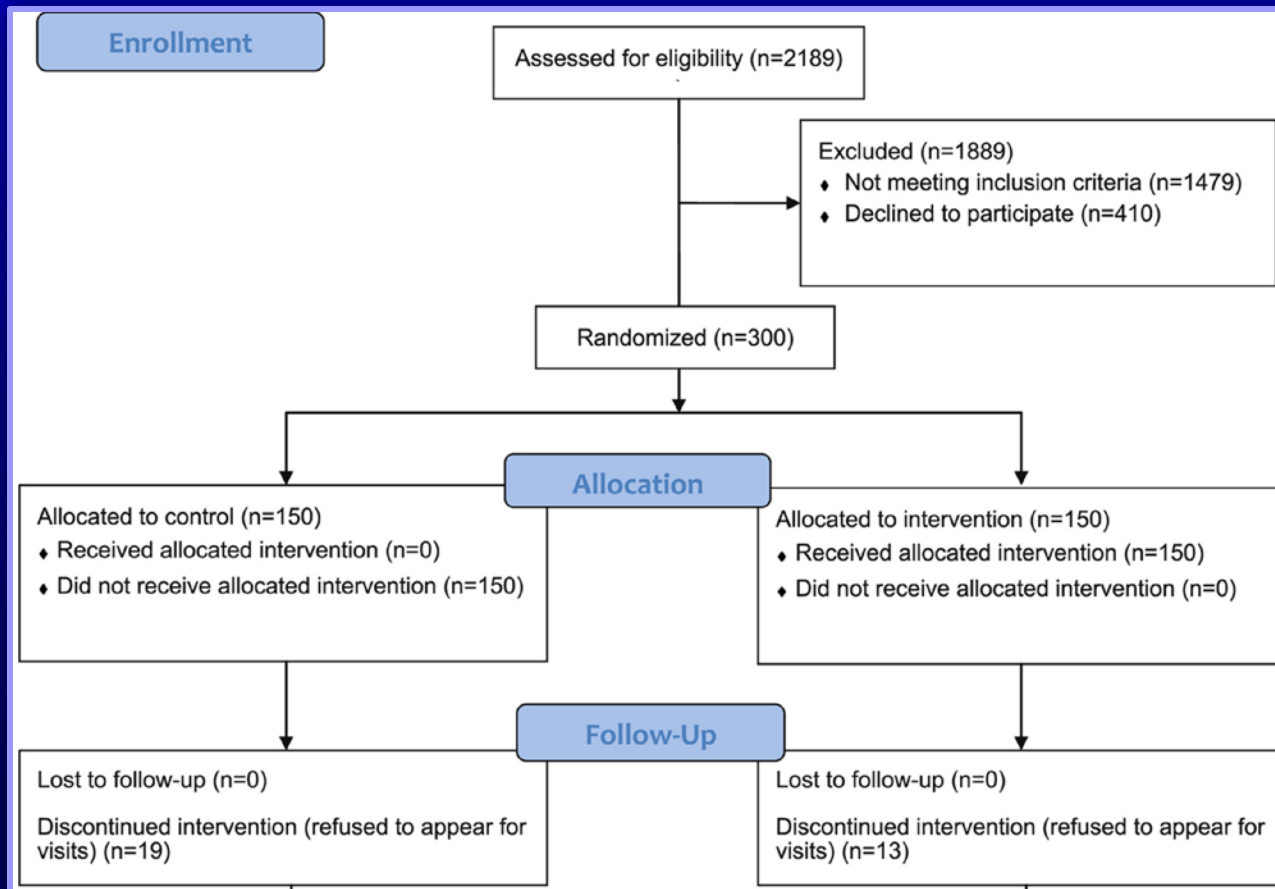 Enrollment
Assessed for eligibility (n=2189)
Excluded (n=1889)
♦ Not meeting inclusion criteria (n=1479)
♦ Declined to participate (n=410)
Randomized (n=300)
Allocation
Allocated to control (n=150)
♦ Received allocated intervention (n=0)
♦ Did not receive allocated intervention (n=150)
Allocated to intervention (n=150)
♦ Received allocated intervention (n=150)
♦ Did not receive allocated intervention (n=0)
Follow-Up
Lost to follow-up (n=0)
Discontinued intervention (refused to appear for
visits) (n=19)
Lost to follow-up (n=0)
Discontinued intervention (refused to appear for
visits) (n=13)